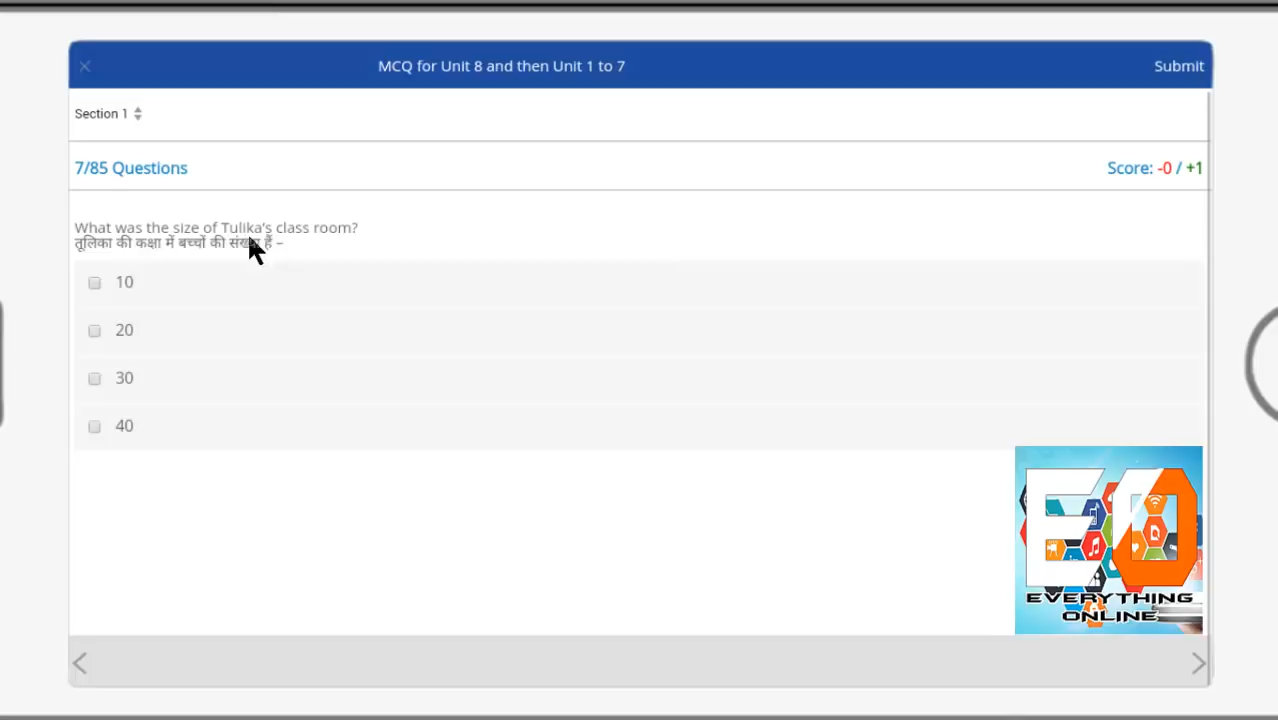 MCQ for Unit 8 and then Unit 1 to 7
Submit
Section 1
7/85 Questions
Score: -0 / +1
What was the size of Tulika's class room?
तूलिका की कक्षा में बच्चों की संख्या हैं –
10
20
30
40
EO
EVERYTHING
ONLINE